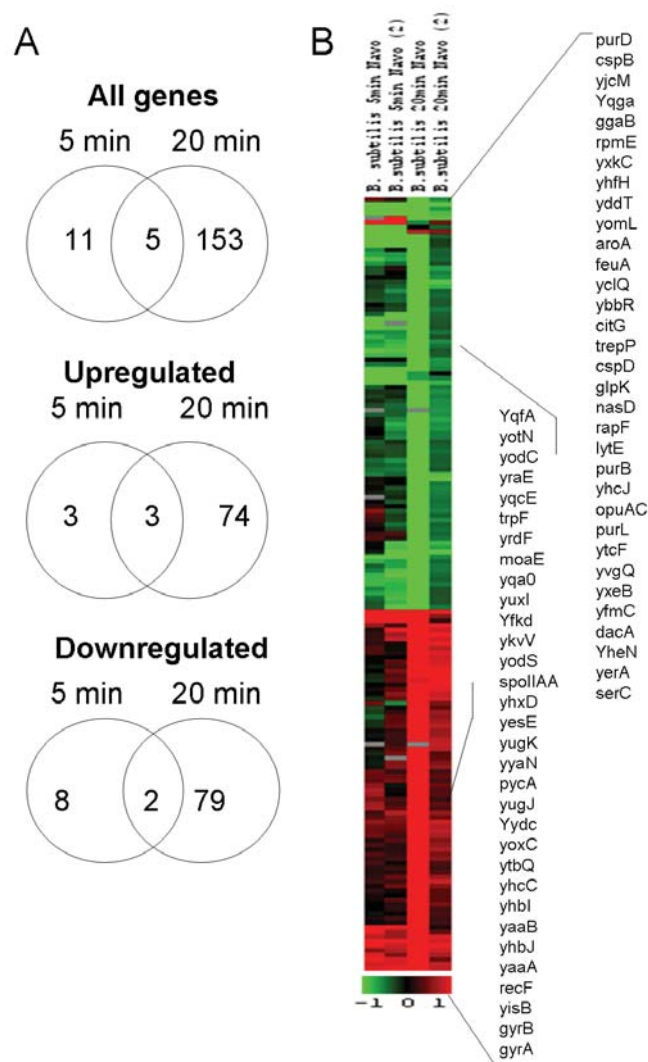 A
All genes
5 min 20 min
11 5 153
Upregulated
5 min 20 min
3 3 74
Downregulated
5 min 20 min
8 2 79
B
B.subtilis 5min Navo
B.subtilis 5min Navo (2)
B.subtilis 20min Navo
B.subtilis 20min Navo (2)
-1 0 1
YqfA
yotN
yodC
yraE
yqcE
trpF
yrdF
moaE
yqa0
yuxI
Yfkd
ykvV
yodS
spoIIAA
yhxD
yesE
yugK
yyaN
pycA
yugJ
Yydc
yoxC
ytbQ
yhcC
yhbI
yaaB
yhbJ
yaaA
recF
yisB
gyrB
gyrA
purD
cspB
yjcM
Yqga
ggaB
rpmE
yxkC
yhfH
yddT
yomL
aroA
feuA
yclQ
ybbR
citG
trepP
cspD
glpK
nasD
rapF
lytE
purB
yhcJ
opuAC
purL
ytcF
yvgQ
yxeB
yfmC
dacA
YheN
yerA
serC